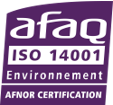 afaq
ISO 14001
Environnement
AFNOR CERTIFICATION